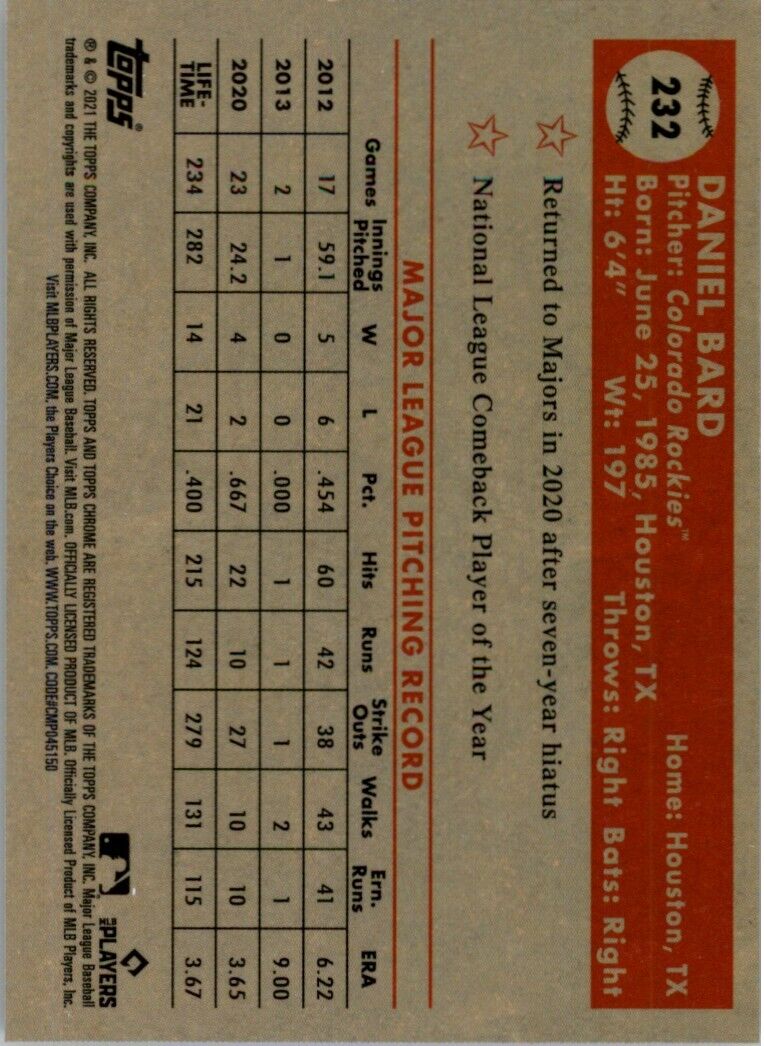 232
DANIEL BARD
Pitcher: Colorado Rockies™ Home: Houston, TX
Born: June 25, 1985, Houston, TX
Ht: 6'4" Wt: 197 Throws: Right Bats: Right
Returned to Majors in 2020 after seven-year hiatus
National League Comeback Player of the Year
MAJOR LEAGUE PITCHING RECORD
Games Innings Pitched W L Pct. Hits Runs Strike Outs Walks Ern. Runs ERA
2012 17 59.1 5 6 .454 60 42 38 43 41 6.22
2013 2 1 0 0 .000 1 1 1 2 1 9.00
2020 23 24.2 4 2 .667 22 10 27 10 10 3.65
LIFE-TIME 234 282 14 21 .400 215 124 279 131 115 3.67
topps®
MLB PLAYERS
® & © 2021 THE TOPPS COMPANY, INC. ALL RIGHTS RESERVED. TOPPS AND TOPPS CHROME ARE REGISTERED TRADEMARKS OF THE TOPPS COMPANY, INC. Major League Baseball
trademarks and copyrights are used with permission of Major League Baseball. Visit MLB.com. OFFICIALLY LICENSED PRODUCT OF MLB. Officially Licensed Product of MLB Players, Inc.
Visit MLBPLAYERS.COM, the Players Choice on the web. WWW.TOPPS.COM. CODE#CMP045150